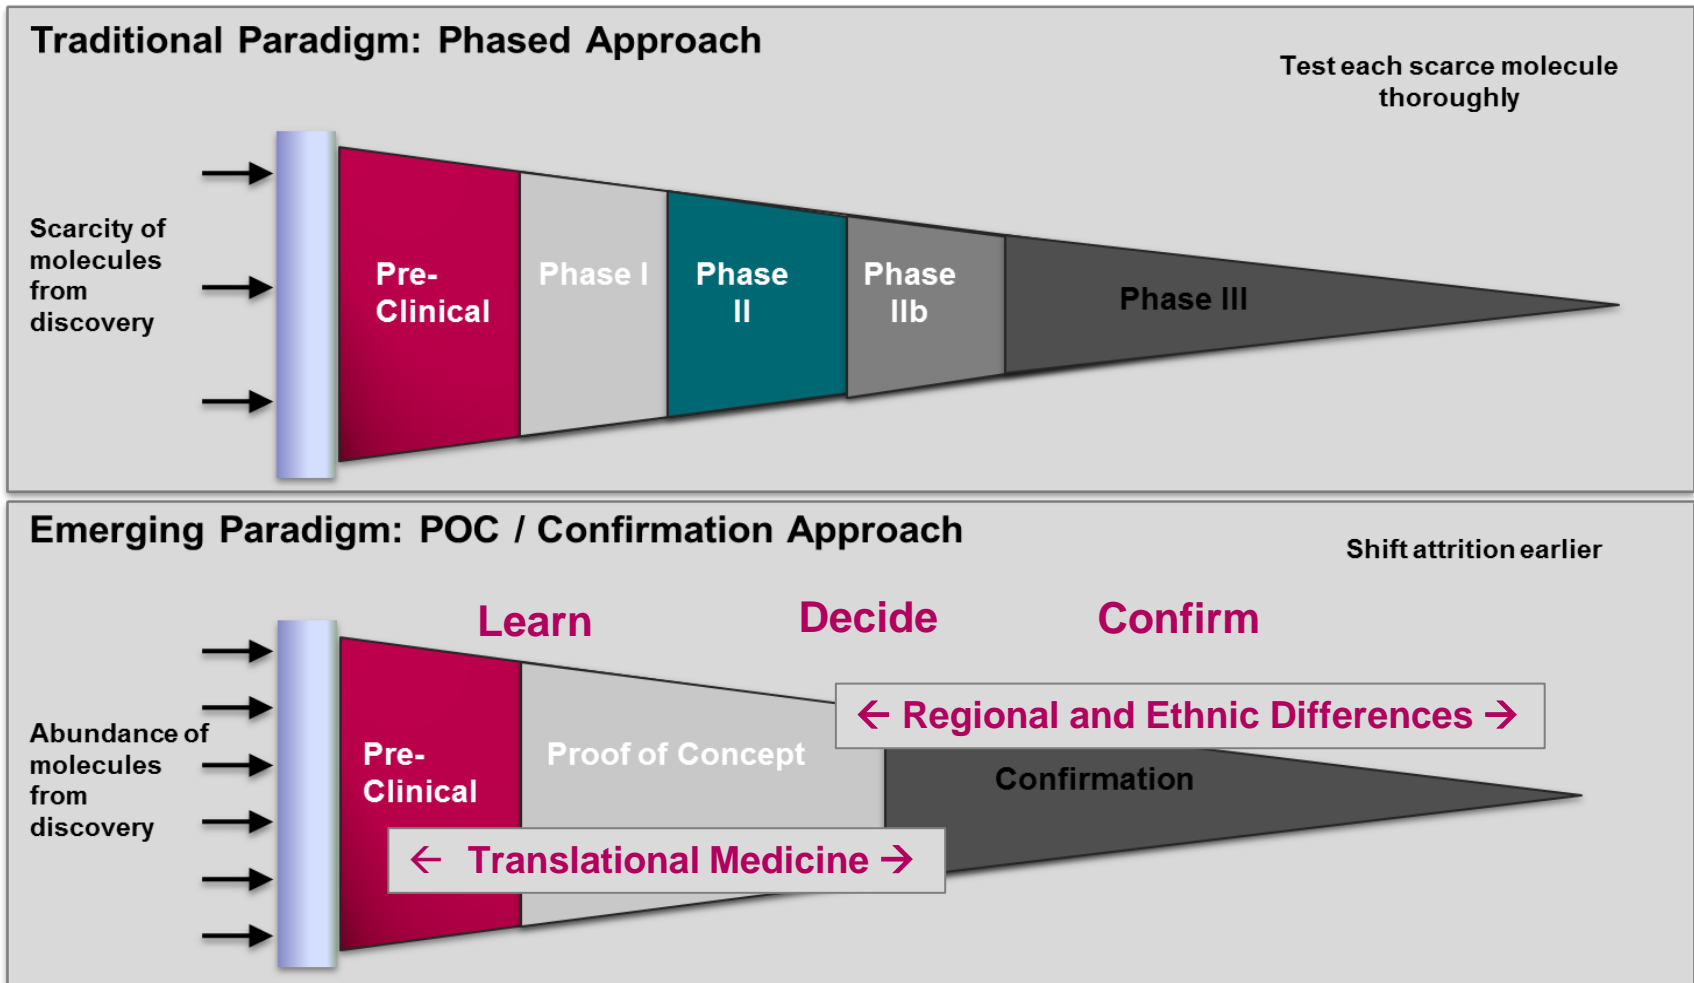 Traditional Paradigm: Phased Approach
Test each scarce molecule
thoroughly
Scarcity of
molecules
from
discovery
Pre-
Clinical
Phase I
Phase
II
Phase
IIb
Phase III
Emerging Paradigm: POC / Confirmation Approach
Shift attrition earlier
Learn
Decide
Confirm
← Regional and Ethnic Differences →
Abundance of
molecules
from
discovery
Pre-
Clinical
Proof of Concept
Confirmation
← Translational Medicine →